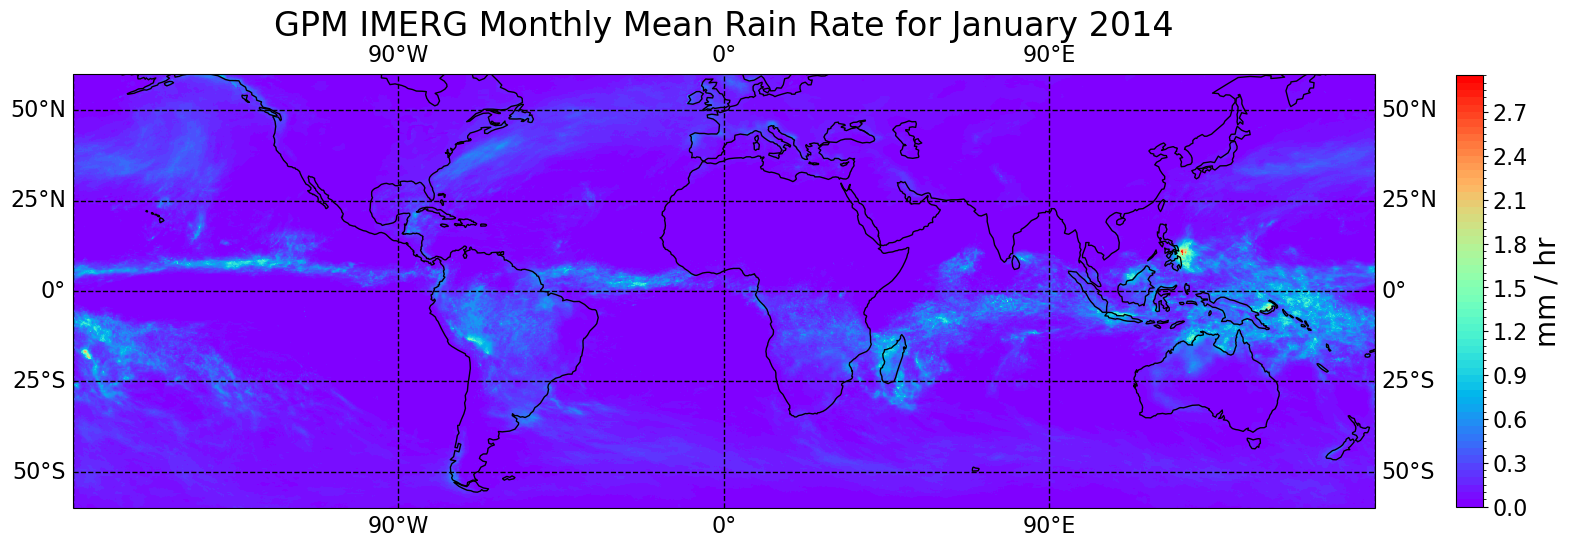 GPM IMERG Monthly Mean Rain Rate for January 2014
90°W 0° 90°E
50°N 50°N
25°N 25°N
0° 0°
25°S 25°S
50°S 50°S
90°W 0° 90°E
2.7
2.4
2.1
1.8
1.5
1.2
0.9
0.6
0.3
0.0
mm / hr